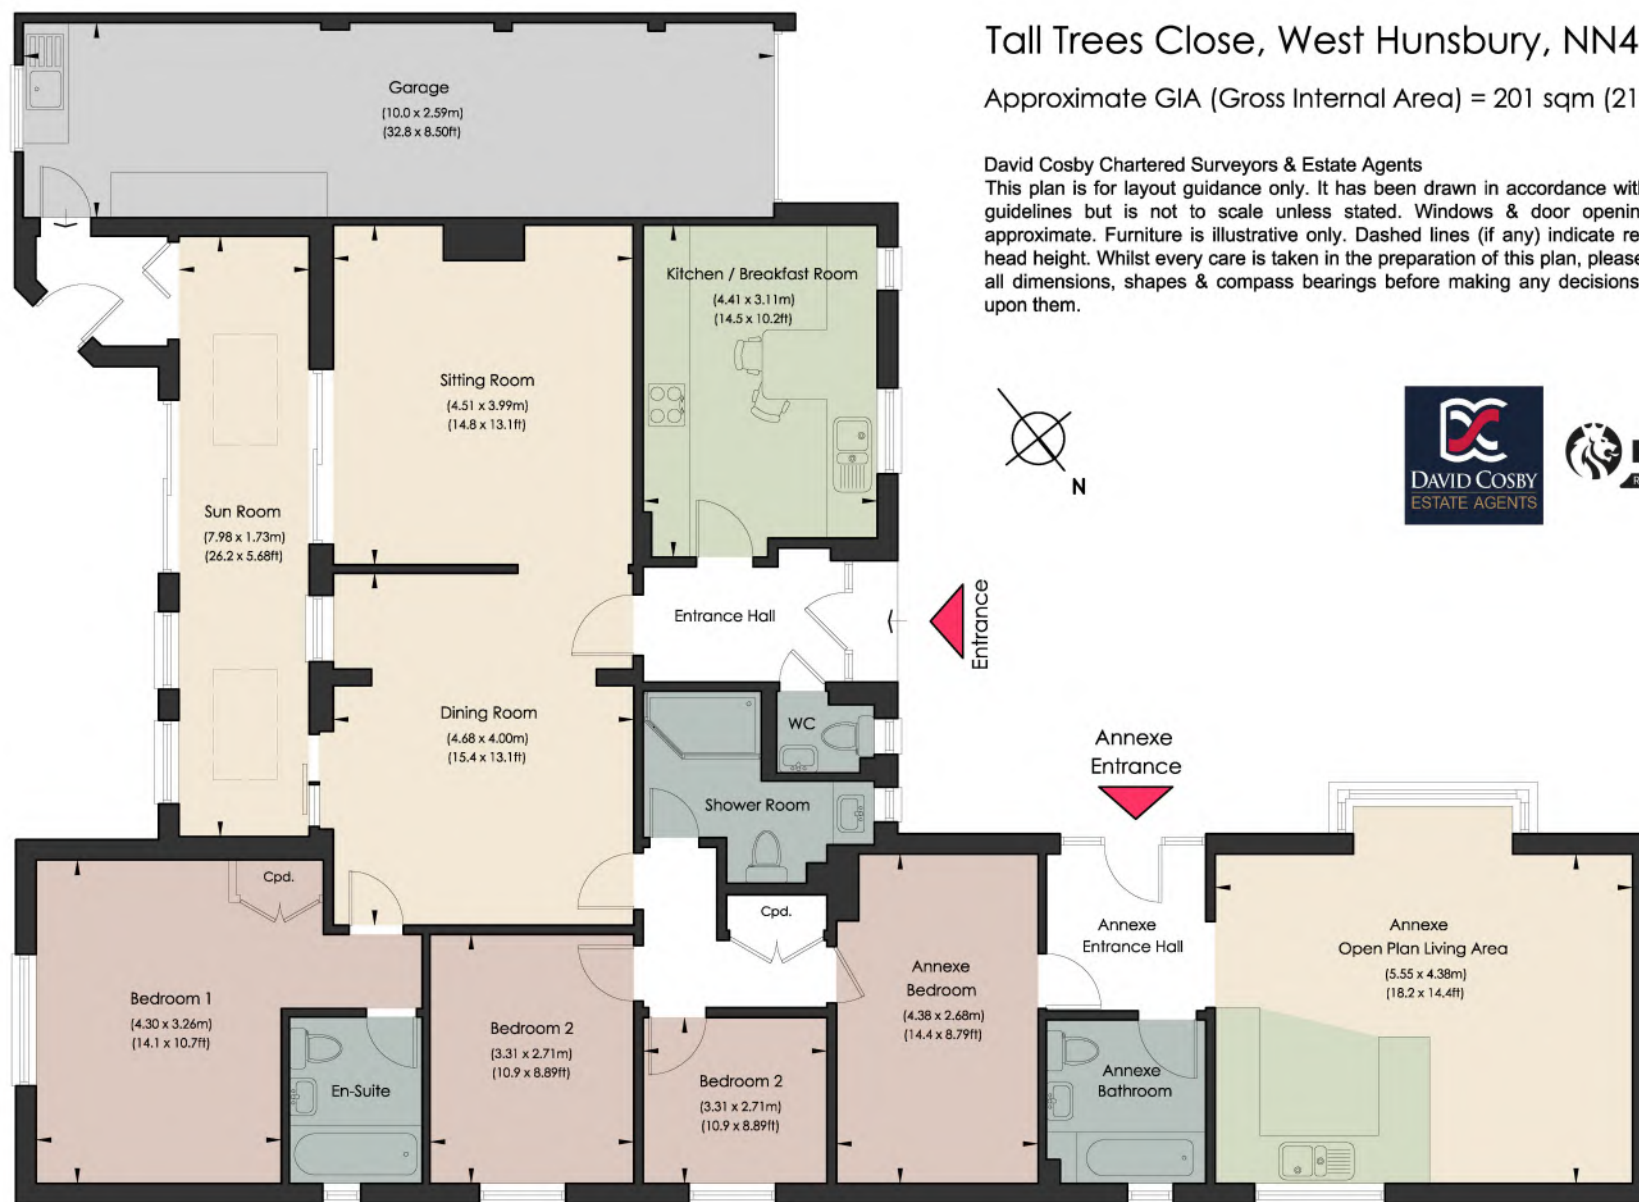 Tall Trees Close, West Hunsbury, NN4
Approximate GIA (Gross Internal Area) = 201 sqm (21
David Cosby Chartered Surveyors & Estate Agents
This plan is for layout guidance only. It has been drawn in accordance with
guidelines but is not to scale unless stated. Windows & door openin
approximate. Furniture is illustrative only. Dashed lines (if any) indicate re
head height. Whilst every care is taken in the preparation of this plan, please
all dimensions, shapes & compass bearings before making any decisions
upon them.
Garage
(10.0 x 2.59m)
(32.8 x 8.50ft)
Kitchen / Breakfast Room
(4.41 x 3.11m)
(14.5 x 10.2ft)
Sitting Room
(4.51 x 3.99m)
(14.8 x 13.1ft)
N
DAVID COSBY
ESTATE AGENTS
Sun Room
(7.98 x 1.73m)
(26.2 x 5.68ft)
Entrance Hall
Entrance
Dining Room
(4.68 x 4.00m)
(15.4 x 13.1ft)
WC
Shower Room
Annexe
Entrance
Cpd.
Cpd.
Bedroom 1
(4.30 x 3.26m)
(14.1 x 10.7ft)
En-Suite
Bedroom 2
(3.31 x 2.71m)
(10.9 x 8.89ft)
Bedroom 2
(3.31 x 2.71m)
(10.9 x 8.89ft)
Annexe
Bedroom
(4.38 x 2.68m)
(14.4 x 8.79ft)
Annexe
Entrance Hall
Annexe
Bathroom
Annexe
Open Plan Living Area
(5.55 x 4.38m)
(18.2 x 14.4ft)